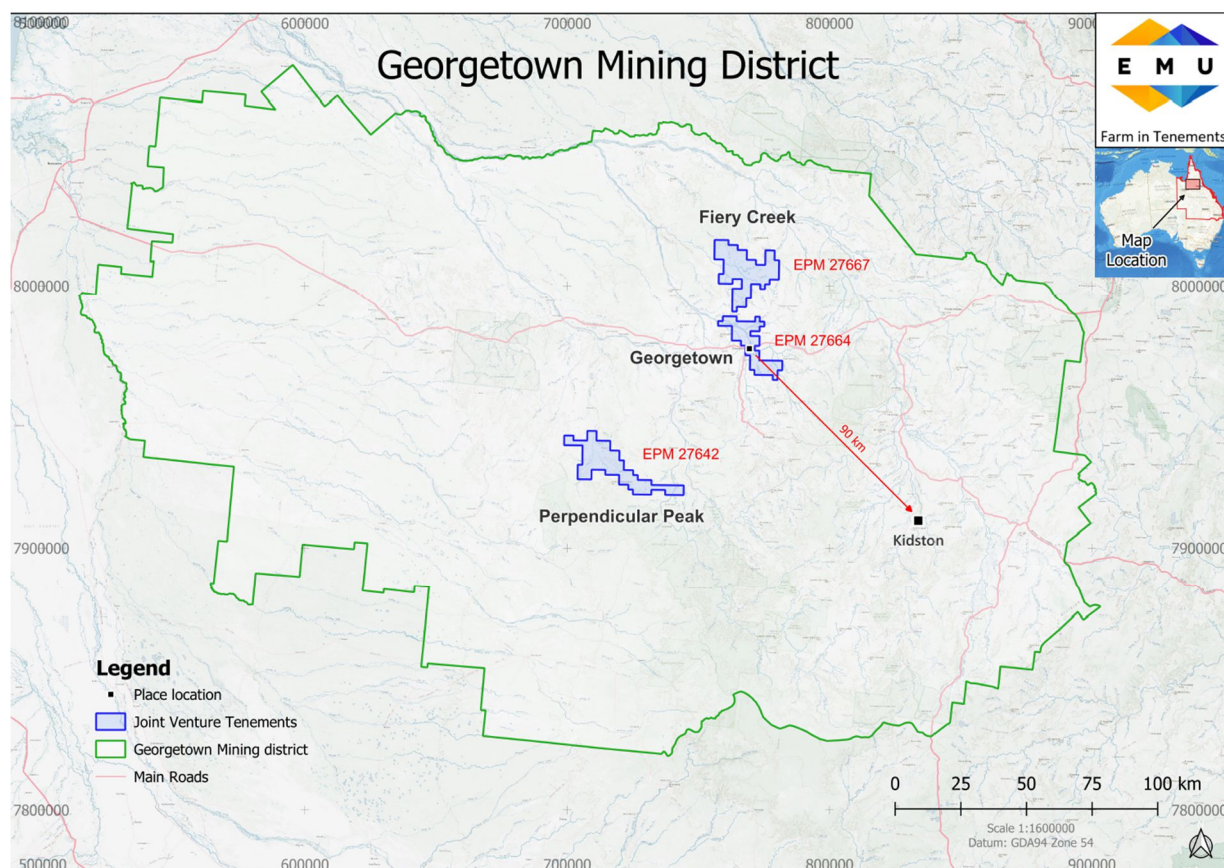 8100000
500000
600000
700000
800000
Georgetown Mining District
EMU
Farm in Tenements
Map
Location
Fiery Creek
EPM 27667
8000000
8000000
EPM 27664
Georgetown
90 km
EPM 27642
Perpendicular Peak
Kidston
7900000
7900000
Legend
Place location
Joint Venture Tenements
Georgetown Mining district
Main Roads
0 25 50 75 100 km
7800000
7800000
Scale 1:1600000
Datum: GDA94 Zone 54
500000
600000
700000
800000
900000